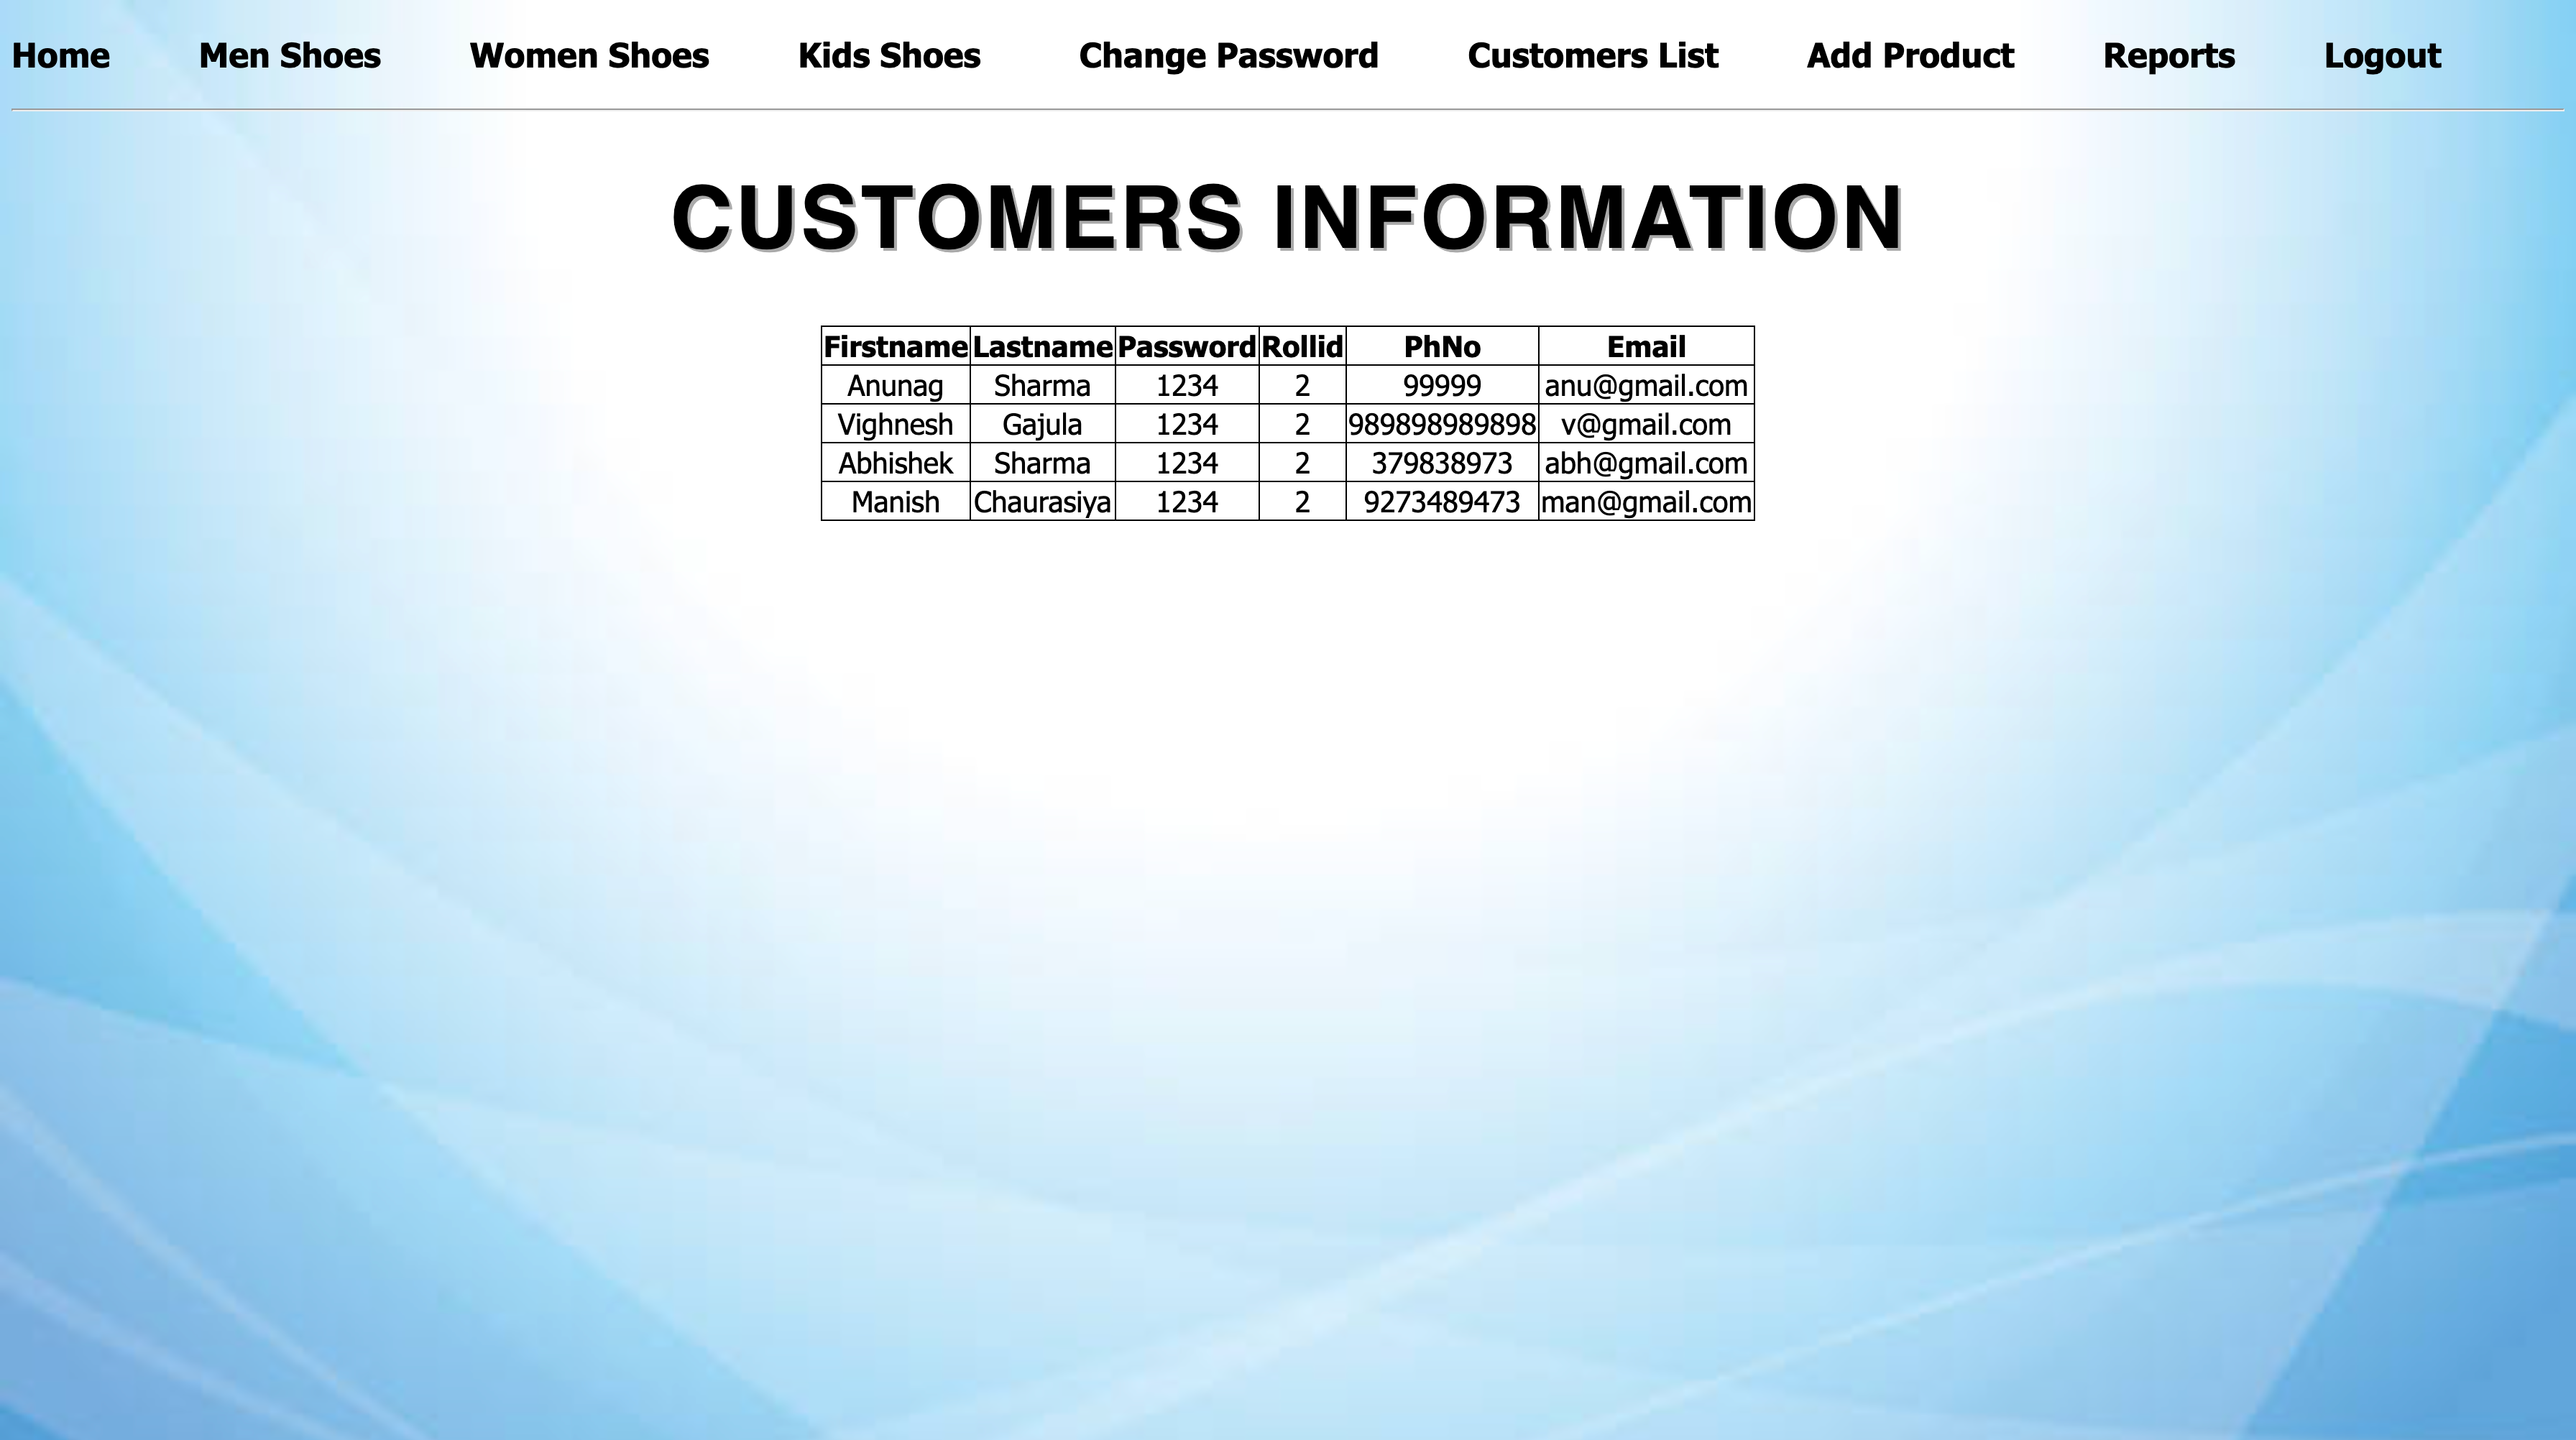 Home Men Shoes Women Shoes Kids Shoes Change Password Customers List Add Product Reports Logout
CUSTOMERS INFORMATION
Firstname Lastname Password Rollid PhNo Email
Anunag Sharma 1234 2 99999 anu@gmail.com
Vighnesh Gajula 1234 2 989898989898 v@gmail.com
Abhishek Sharma 1234 2 379838973 abh@gmail.com
Manish Chaurasiya 1234 2 9273489473 man@gmail.com